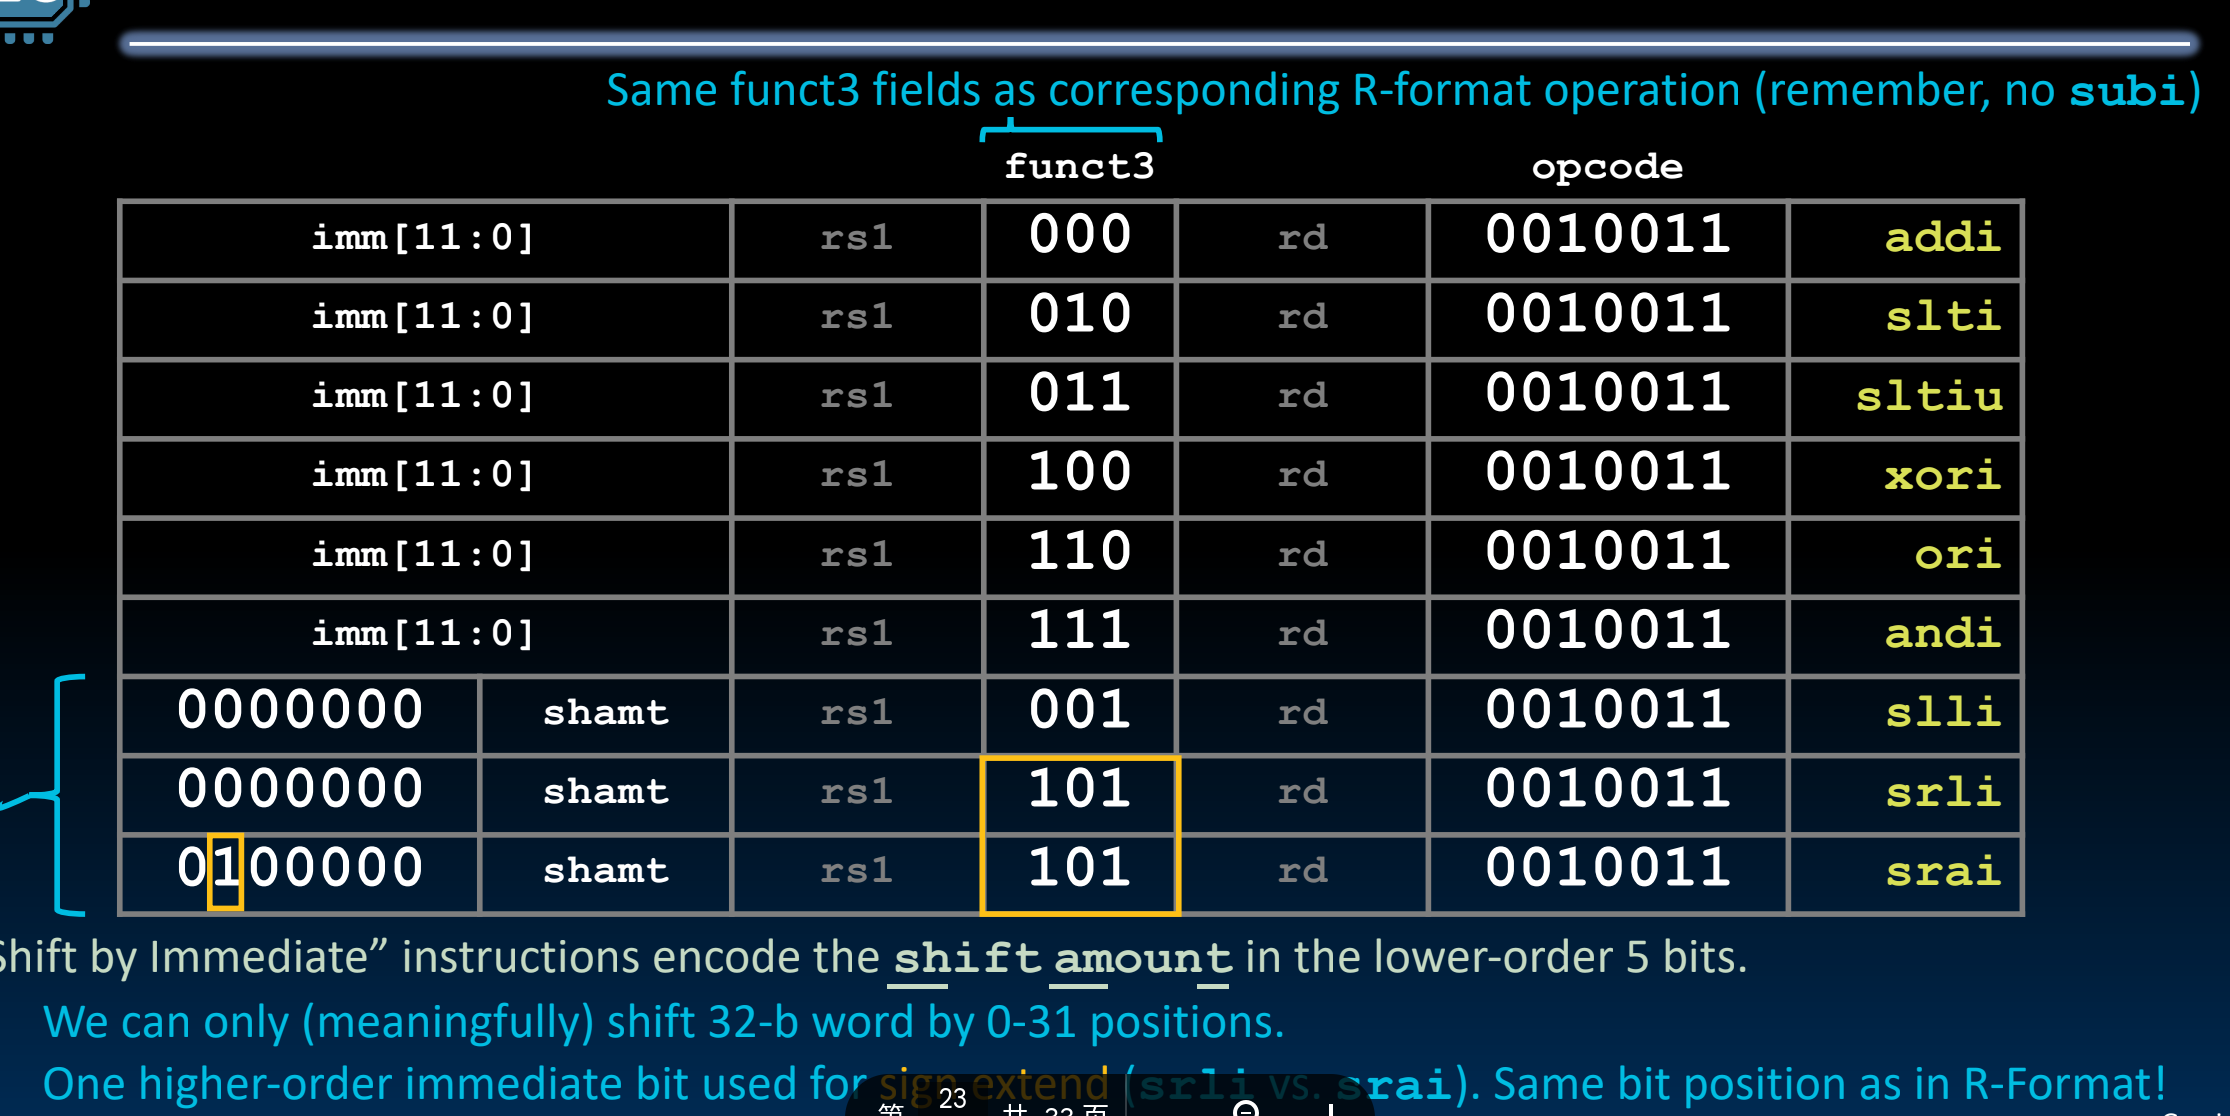 Same funct3 fields as corresponding R-format operation (remember, no subi)
funct3 opcode
imm[11:0] rs1 000 rd 0010011 addi
imm[11:0] rs1 010 rd 0010011 slti
imm[11:0] rs1 011 rd 0010011 sltiu
imm[11:0] rs1 100 rd 0010011 xori
imm[11:0] rs1 110 rd 0010011 ori
imm[11:0] rs1 111 rd 0010011 andi
0000000 shamt rs1 001 rd 0010011 slli
0000000 shamt rs1 101 rd 0010011 srli
0100000 shamt rs1 101 rd 0010011 srai
Shift by Immediate” instructions encode the shift amount in the lower-order 5 bits.
We can only (meaningfully) shift 32-b word by 0-31 positions.
One higher-order immediate bit used for sign extend (srli vs. srai). Same bit position as in R-Format!
第 23 共 33 页